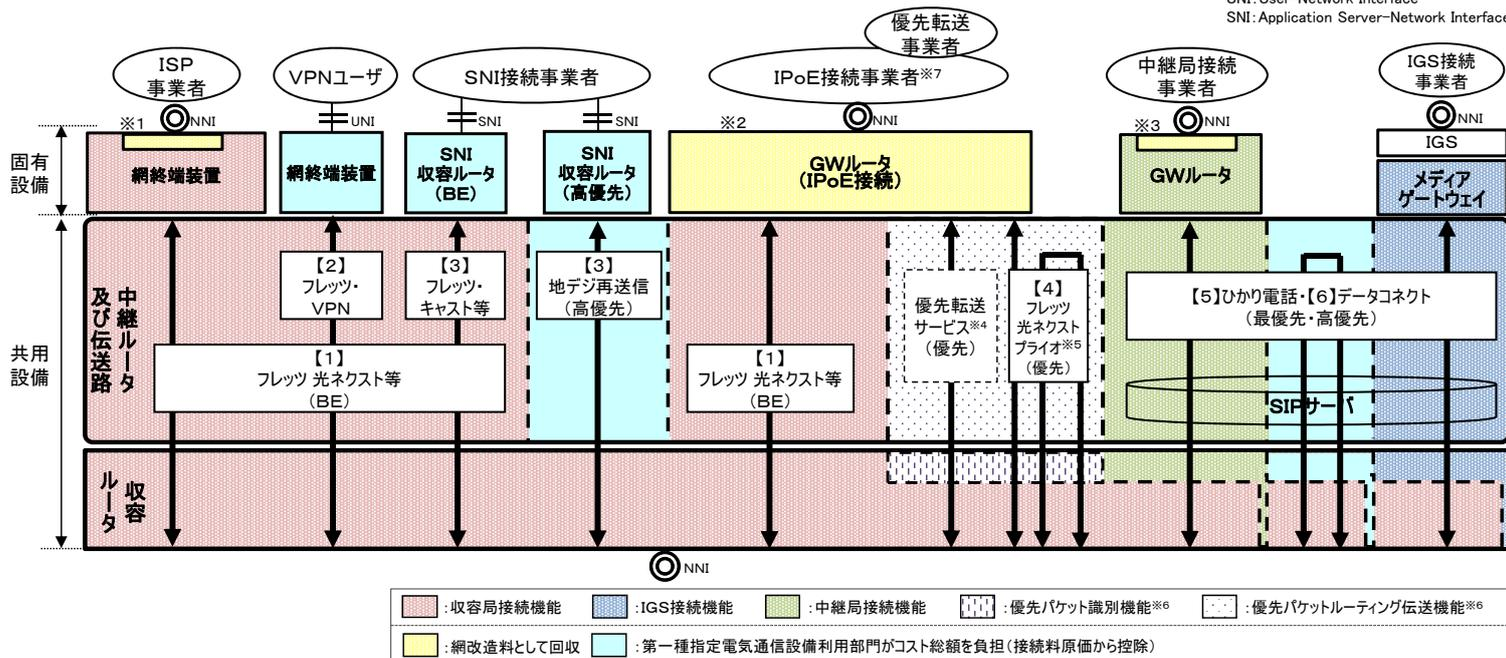 SNI:Application Server-Network Interface
優先転送
事業者
ISP
事業者
VPNユーザ
SNI接続事業者
IPoE接続事業者※7
中継局接続
事業者
IGS接続
事業者
※1
NNI
UNI
SNI
SNI
※2
NNI
※3
NNI
NNI
固有
設備
網終端装置
網終端装置
SNI
収容ルータ
(BE)
SNI
収容ルータ
(高優先)
GWルータ
(IPoE接続)
GWルータ
IGS
メディア
ゲートウェイ
共用
設備
中継ルータ
及び伝送路
【2】
フレッツ・
VPN
【3】
フレッツ・
キャスト等
【3】
地デジ再送信
(高優先)
【1】
フレッツ 光ネクスト等
(BE)
【1】
フレッツ 光ネクスト等
(BE)
優先転送
サービス※4
(優先)
【4】
フレッツ
光ネクスト
プライオ※5
(優先)
【5】ひかり電話・【6】データコネクト
(最優先・高優先)
SIPサーバ
収容
ルータ
NNI
:収容局接続機能
:IGS接続機能
:中継局接続機能
:優先パケット識別機能※6
:優先パケットルーティング伝送機能※6
:網改造料として回収
:第一種指定電気通信設備利用部門がコスト総額を負担(接続料原価から控除)